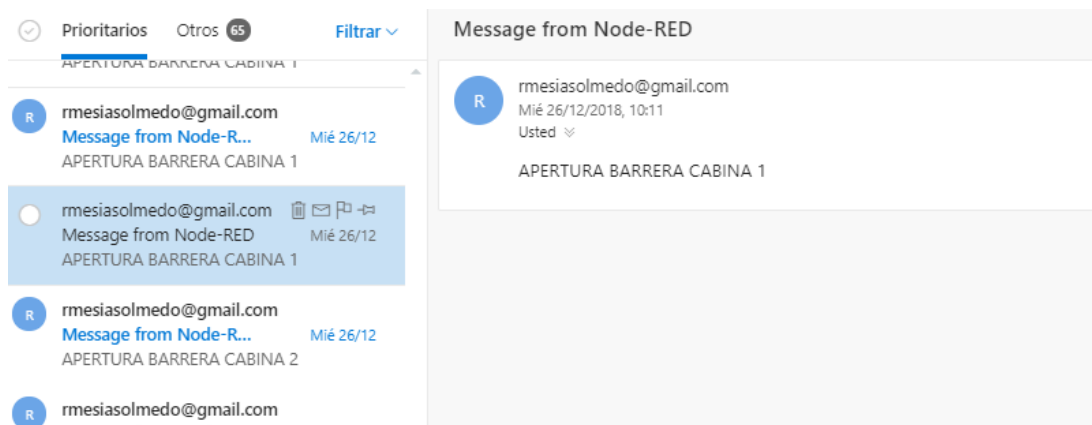 Prioritarios Otros 65 Filtrar
APERTURA BARRERA CABINA 1
R
rmesiasolmedo@gmail.com
Message from Node-R... Mié 26/12
APERTURA BARRERA CABINA 1
rmesiasolmedo@gmail.com
Message from Node-RED Mié 26/12
APERTURA BARRERA CABINA 1
R
rmesiasolmedo@gmail.com
Message from Node-R... Mié 26/12
APERTURA BARRERA CABINA 2
R
rmesiasolmedo@gmail.com
Message from Node-RED
R
rmesiasolmedo@gmail.com
Mié 26/12/2018, 10:11
Usted
APERTURA BARRERA CABINA 1